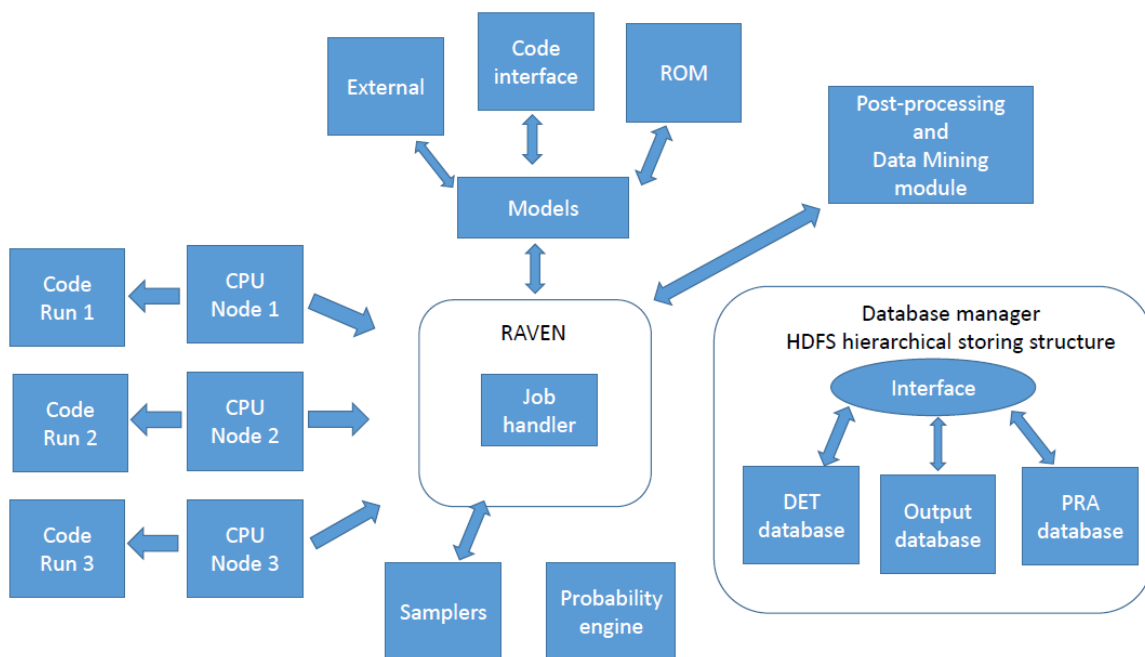 External
Code
interface
ROM
Post-processing
and
Data Mining
module
Models
Code
Run 1
CPU
Node 1
RAVEN
Job
handler
Database manager
HDFS hierarchical storing structure
Interface
Code
Run 2
CPU
Node 2
DET
database
Output
database
PRA
database
Code
Run 3
CPU
Node 3
Samplers
Probability
engine